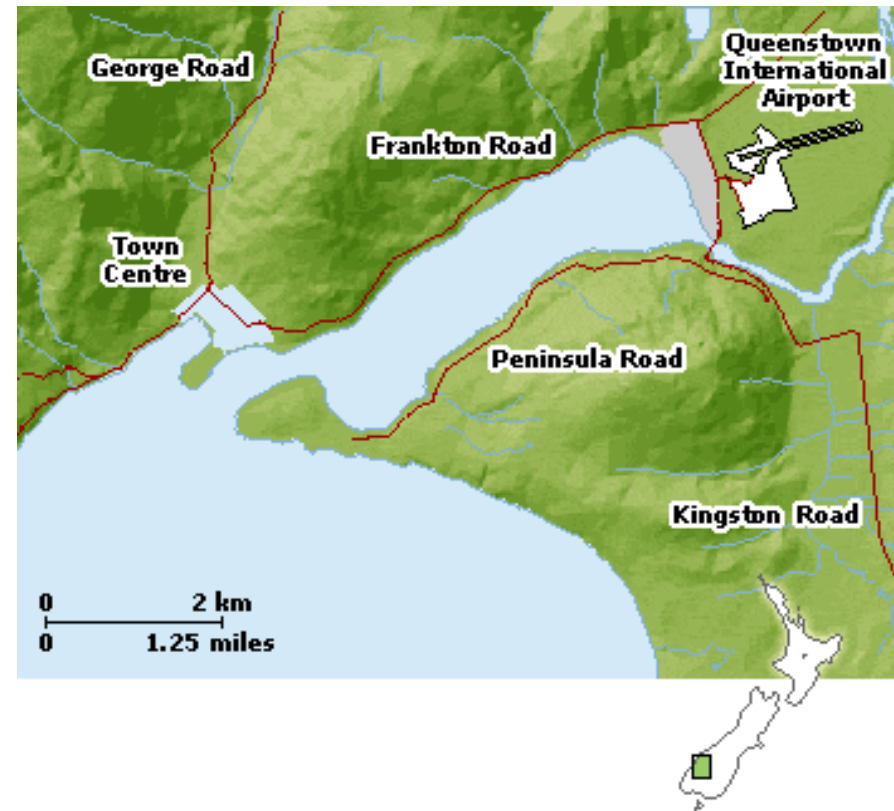 George Road
Queenstown
International
Airport
Frankton Road
Town
Centre
Peninsula Road
Kingston Road
0 2 km
0 1.25 miles